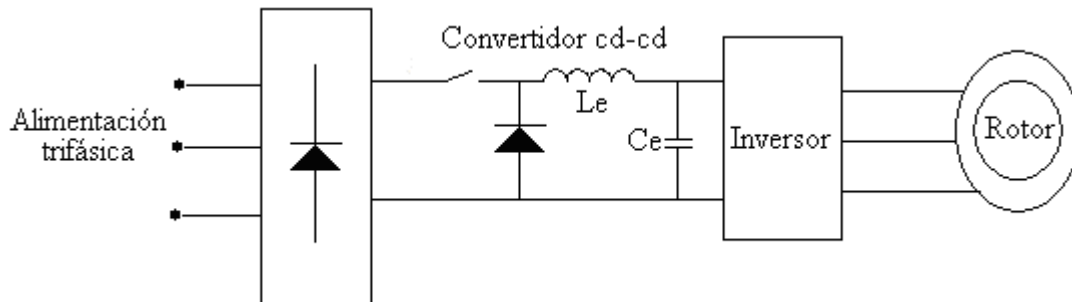 Convertidor cd-cd
Alimentación
trifásica
Le
Ce
Inversor
Rotor